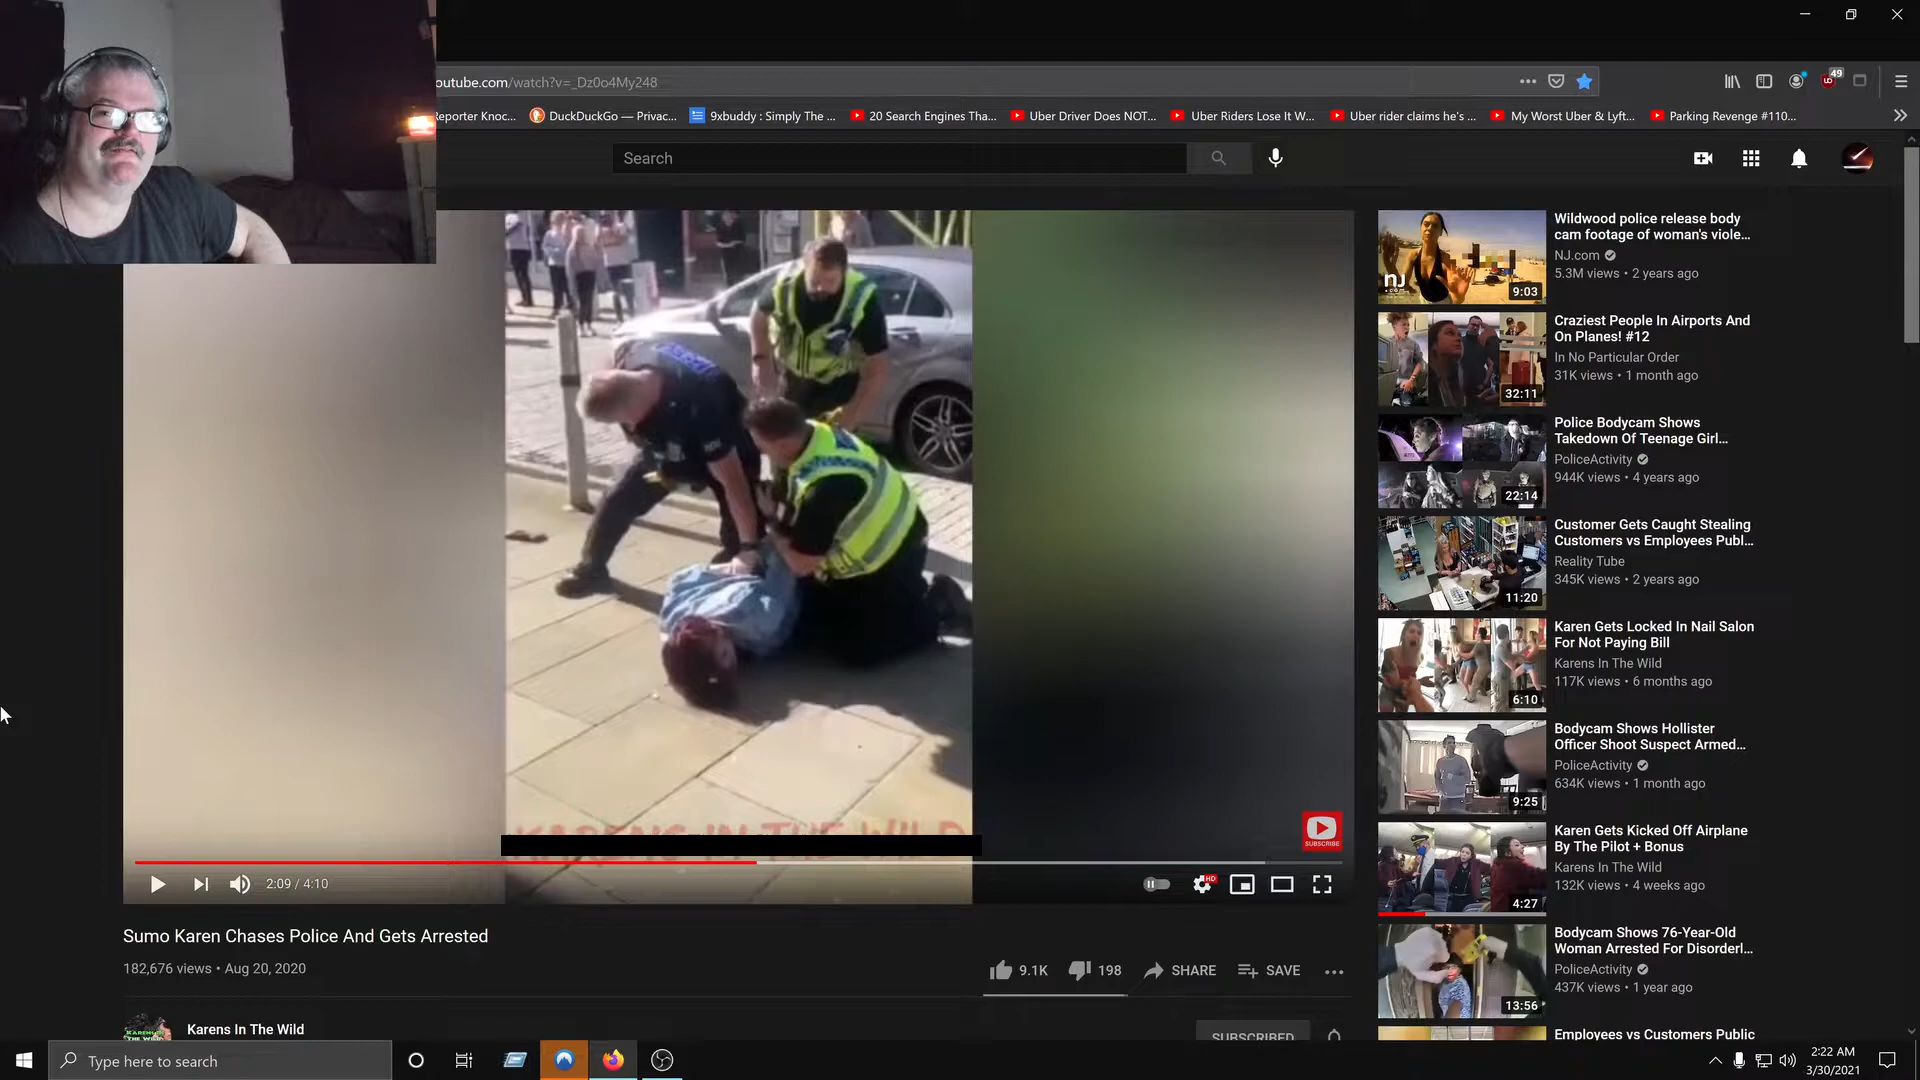 outube.com/watch?v=_Dz0o4My248
49
Reporter Knoc...
DuckDuckGo — Privac...
9xbuddy : Simply The ...
20 Search Engines Tha...
Uber Driver Does NOT...
Uber Riders Lose It W...
Uber rider claims he's ...
My Worst Uber & Lyft...
Parking Revenge #110...
Search
KARENS IN THE WILD
SUBSCRIBE
2:09 / 4:10
HD
Sumo Karen Chases Police And Gets Arrested
182,676 views • Aug 20, 2020
9.1K
198
SHARE
SAVE
Karens In The Wild
SUBSCRIBED
nj
.com
9:03
Wildwood police release body
cam footage of woman's viole...
NJ.com
5.3M views • 2 years ago
32:11
Craziest People In Airports And
On Planes! #12
In No Particular Order
31K views • 1 month ago
22:14
Police Bodycam Shows
Takedown Of Teenage Girl...
PoliceActivity
944K views • 4 years ago
11:20
Customer Gets Caught Stealing
Customers vs Employees Publ...
Reality Tube
345K views • 2 years ago
6:10
Karen Gets Locked In Nail Salon
For Not Paying Bill
Karens In The Wild
117K views • 6 months ago
9:25
Bodycam Shows Hollister
Officer Shoot Suspect Armed...
PoliceActivity
634K views • 1 month ago
4:27
Karen Gets Kicked Off Airplane
By The Pilot + Bonus
Karens In The Wild
132K views • 4 weeks ago
13:56
Bodycam Shows 76-Year-Old
Woman Arrested For Disorderl...
PoliceActivity
437K views • 1 year ago
Employees vs Customers Public
Type here to search
2:22 AM
3/30/2021